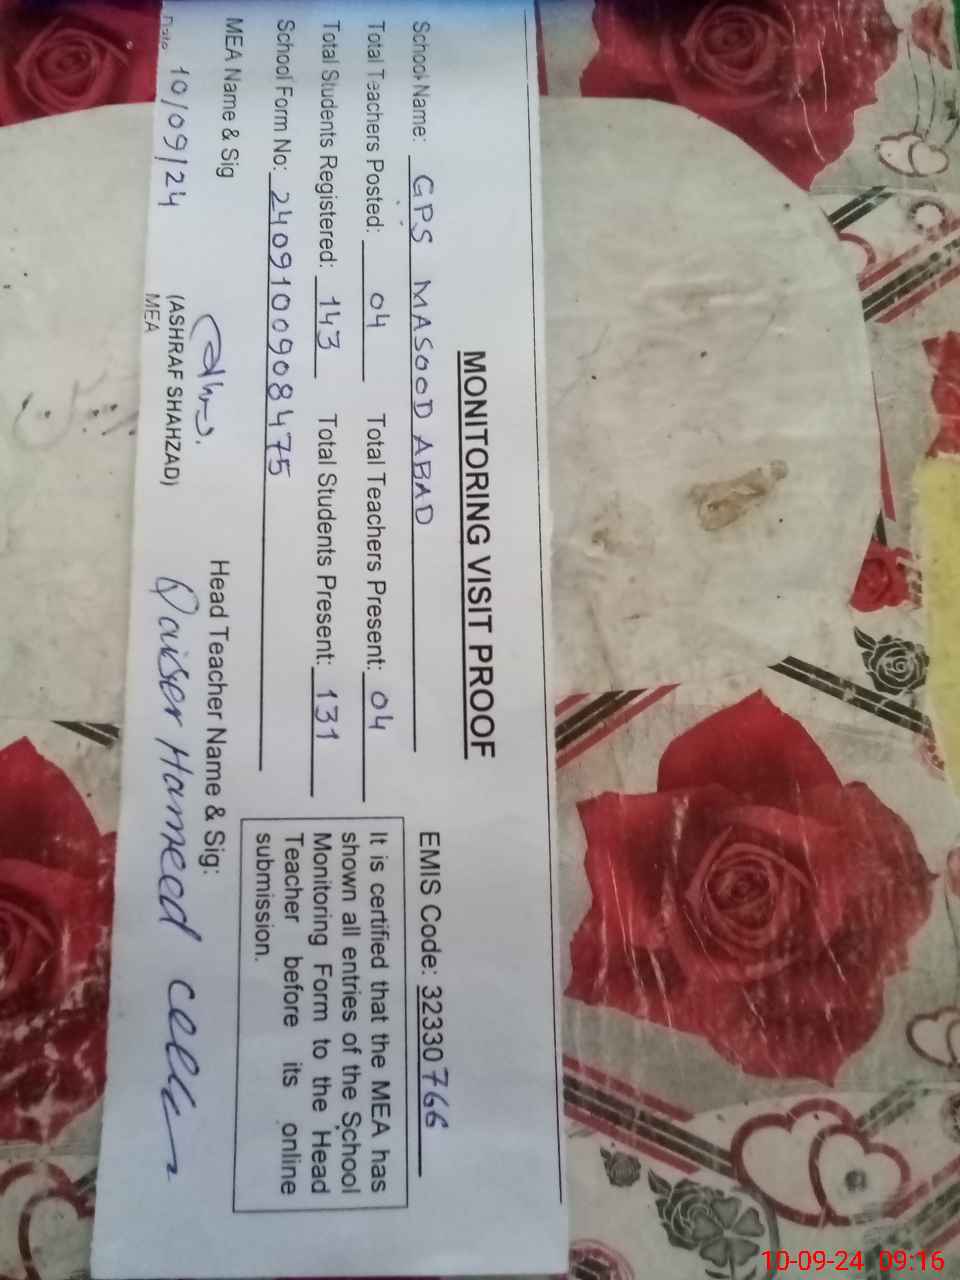 MONITORING VISIT PROOF
School Name: GPS MASOOD ABAD EMIS Code: 32330766
Total Teachers Posted: 04 Total Teachers Present: 04
Total Students Registered: 143 Total Students Present: 131
School Form No: 2409100908475
It is certified that the MEA has
shown all entries of the School
Monitoring Form to the Head
Teacher before its online
submission.
MEA Name & Sig Head Teacher Name & Sig:
(ASHRAF SHAHZAD)
MEA
Qaiser Hameed
Date 10/09/24
10-09-24 09:16